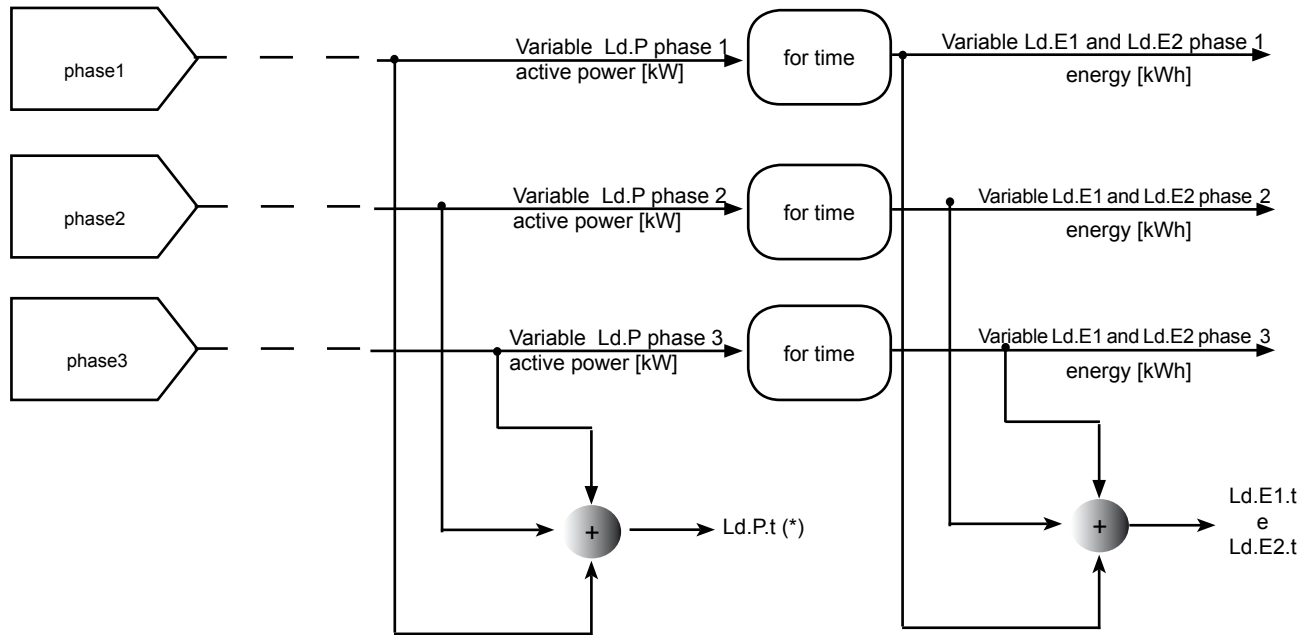 phase1
Variable Ld.P phase 1
active power [kW]
for time
Variable Ld.E1 and Ld.E2 phase 1
energy [kWh]
phase2
Variable Ld.P phase 2
active power [kW]
for time
Variable Ld.E1 and Ld.E2 phase 2
energy [kWh]
phase3
Variable Ld.P phase 3
active power [kW]
for time
Variable Ld.E1 and Ld.E2 phase 3
energy [kWh]
+
Ld.P.t (*)
+
Ld.E1.t
e
Ld.E2.t